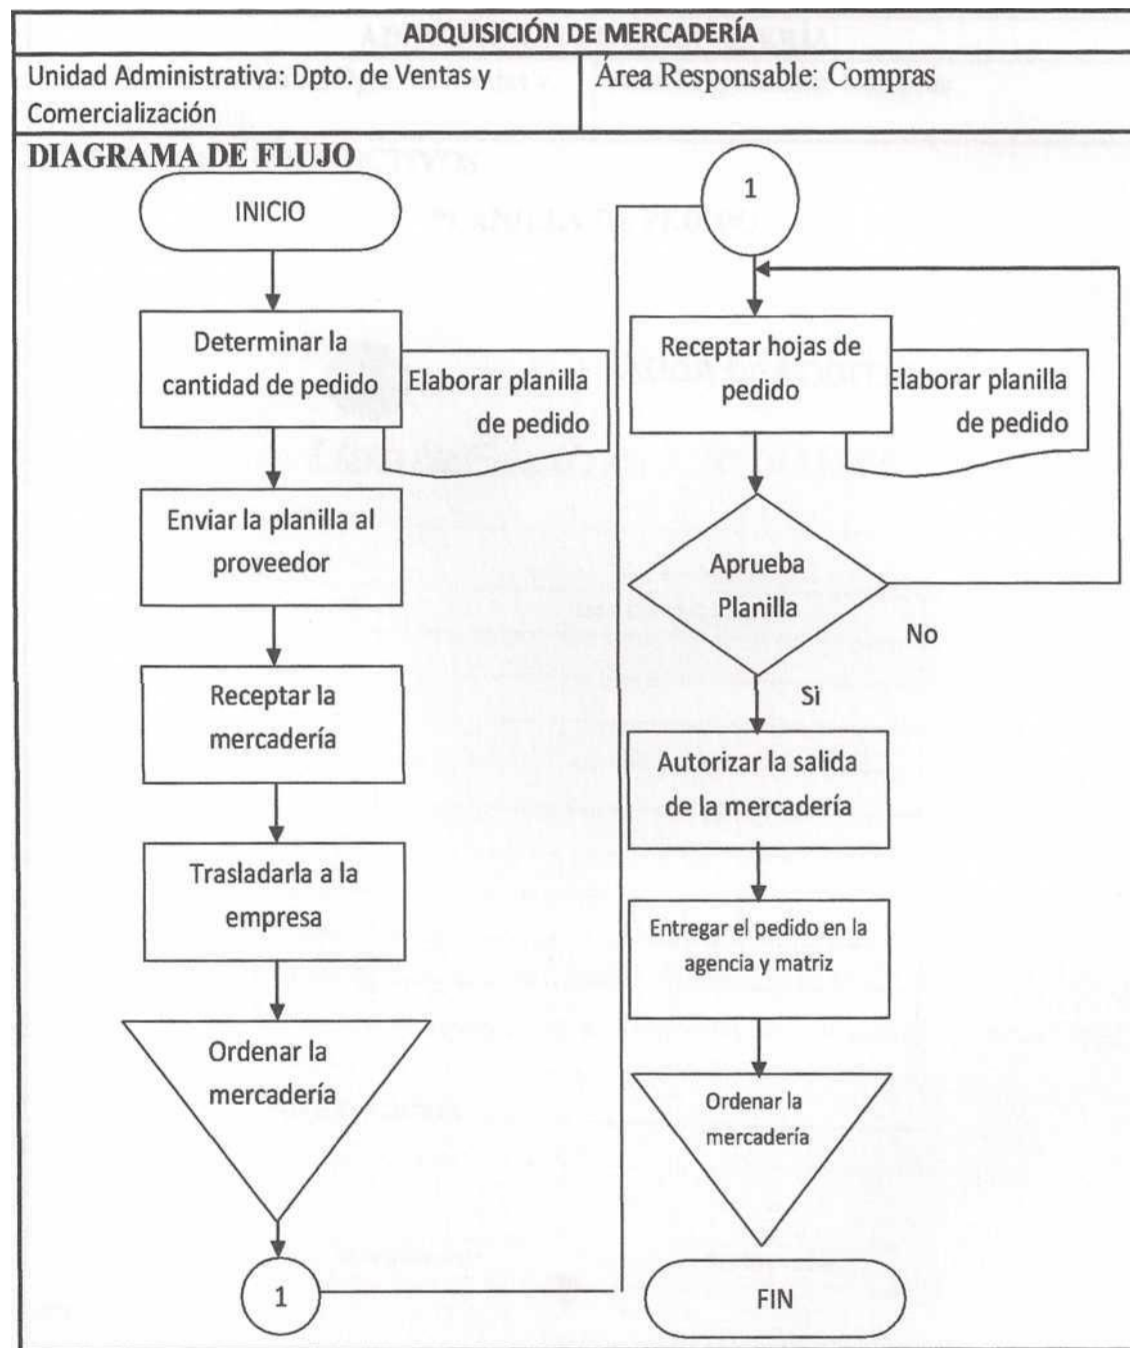 ADQUISICIÓN DE MERCADERÍA
Unidad Administrativa: Dpto. de Ventas y
Comercialización
Área Responsable: Compras
DIAGRAMA DE FLUJO
INICIO
Determinar la
cantidad de pedido
Elaborar planilla
de pedido
Enviar la planilla al
proveedor
Receptar la
mercadería
Trasladarla a la
empresa
Ordenar la
mercadería
1
1
Receptar hojas de
pedido
Elaborar planilla
de pedido
Aprueba
Planilla
No
Sì
Autorizar la salida
de la mercadería
Entregar el pedido en la
agencia y matriz
Ordenar la
mercadería
FIN